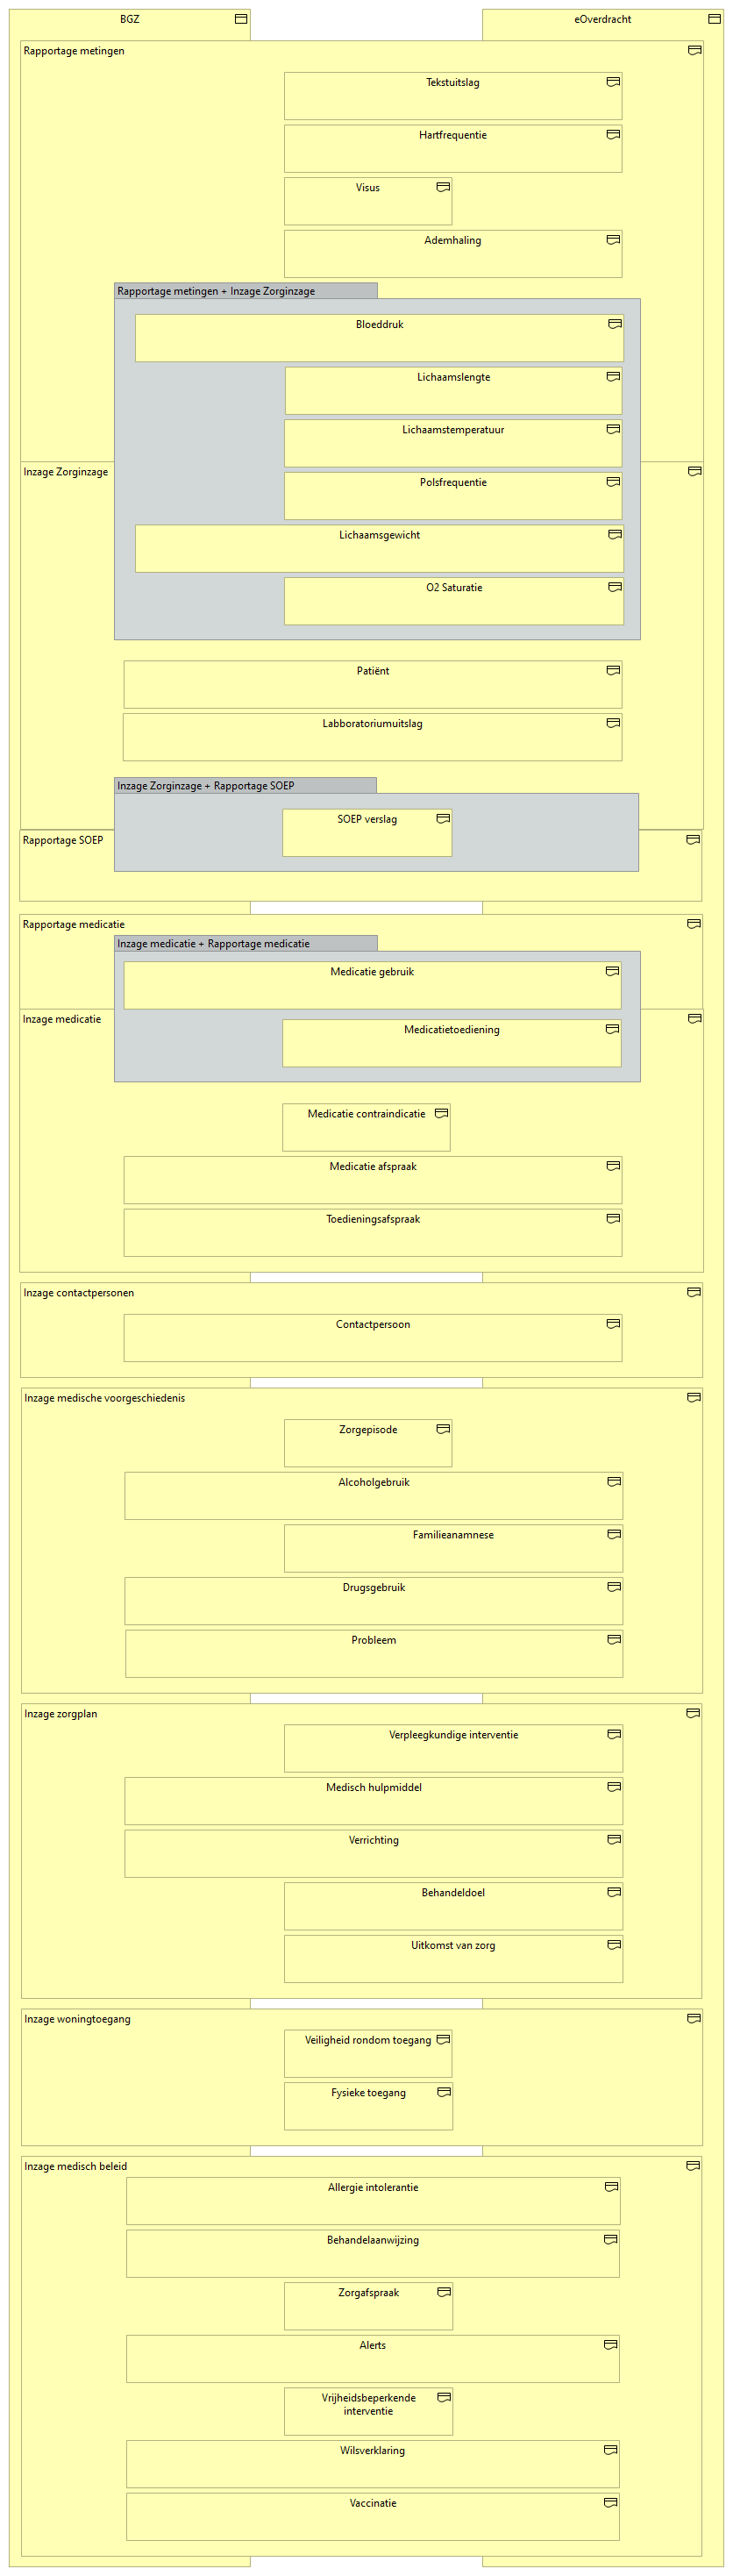 BGZ
eOverdracht
Rapportage metingen
Tekstuitslag
Hartfrequentie
Visus
Ademhaling
Rapportage metingen + Inzage Zorginzage
Bloeddruk
Lichaamslengte
Lichaamstemperatuur
Inzage Zorginzage
Polsfrequentie
Lichaamsgewicht
O2 Saturatie
Patiënt
Labboratoriumuitslag
Inzage Zorginzage + Rapportage SOEP
SOEP verslag
Rapportage SOEP
Rapportage medicatie
Inzage medicatie + Rapportage medicatie
Medicatie gebruik
Inzage medicatie
Medicatietoediening
Medicatie contraindicatie
Medicatie afspraak
Toedieningsafspraak
Inzage contactpersonen
Contactpersoon
Inzage medische voorgeschiedenis
Zorgepisode
Alcoholgebruik
Familieanamnese
Drugsgebruik
Probleem
Inzage zorgplan
Verpleegkundige interventie
Medisch hulpmiddel
Verrichting
Behandeldoel
Uitkomst van zorg
Inzage woningtoegang
Veiligheid rondom toegang
Fysieke toegang
Inzage medisch beleid
Allergie intolerantie
Behandelaanwijzing
Zorgafspraak
Alerts
Vrijheidsbeperkende
interventie
Wilsverklaring
Vaccinatie